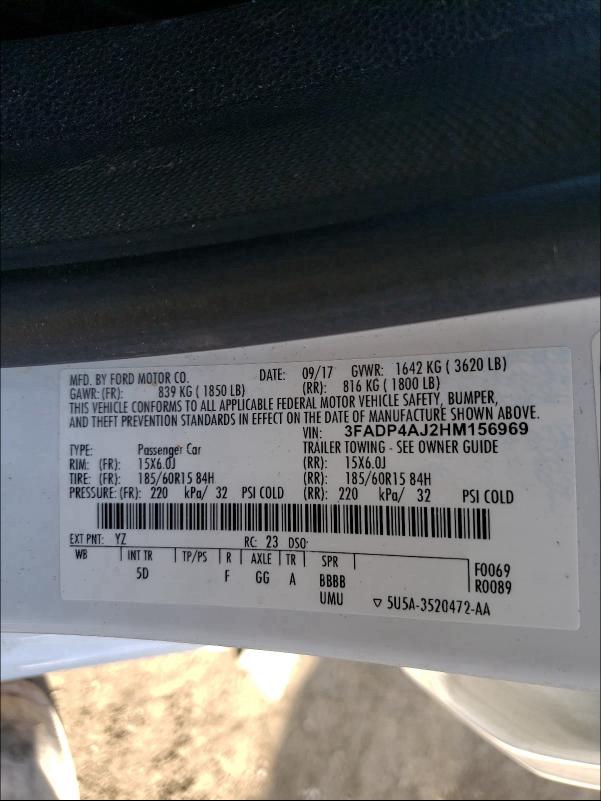 MFD. BY FORD MOTOR CO. DATE: 09/17 GVWR: 1642 KG ( 3620 LB)
GAWR: (FR): 839 KG ( 1850 LB) (RR): 816 KG ( 1800 LB)
THIS VEHICLE CONFORMS TO ALL APPLICABLE FEDERAL MOTOR VEHICLE SAFETY, BUMPER,
AND THEFT PREVENTION STANDARDS IN EFFECT ON THE DATE OF MANUFACTURE SHOWN ABOVE.
VIN: 3FADP4AJ2HM156969
TYPE: Passenger Car TRAILER TOWING - SEE OWNER GUIDE
RIM: (FR): 15X6.0J (RR): 15X6.0J
TIRE: (FR): 185/60R15 84H (RR): 185/60R15 84H
PRESSURE: (FR): 220 kPa/ 32 PSI COLD (RR): 220 kPa/ 32 PSI COLD
EXT PNT: YZ RC: 23 DSO:
WB INT TR TP/PS R AXLE TR SPR F0069
5D F GG A BBBB R0089
UMU ▽ 5U5A-3520472-AA